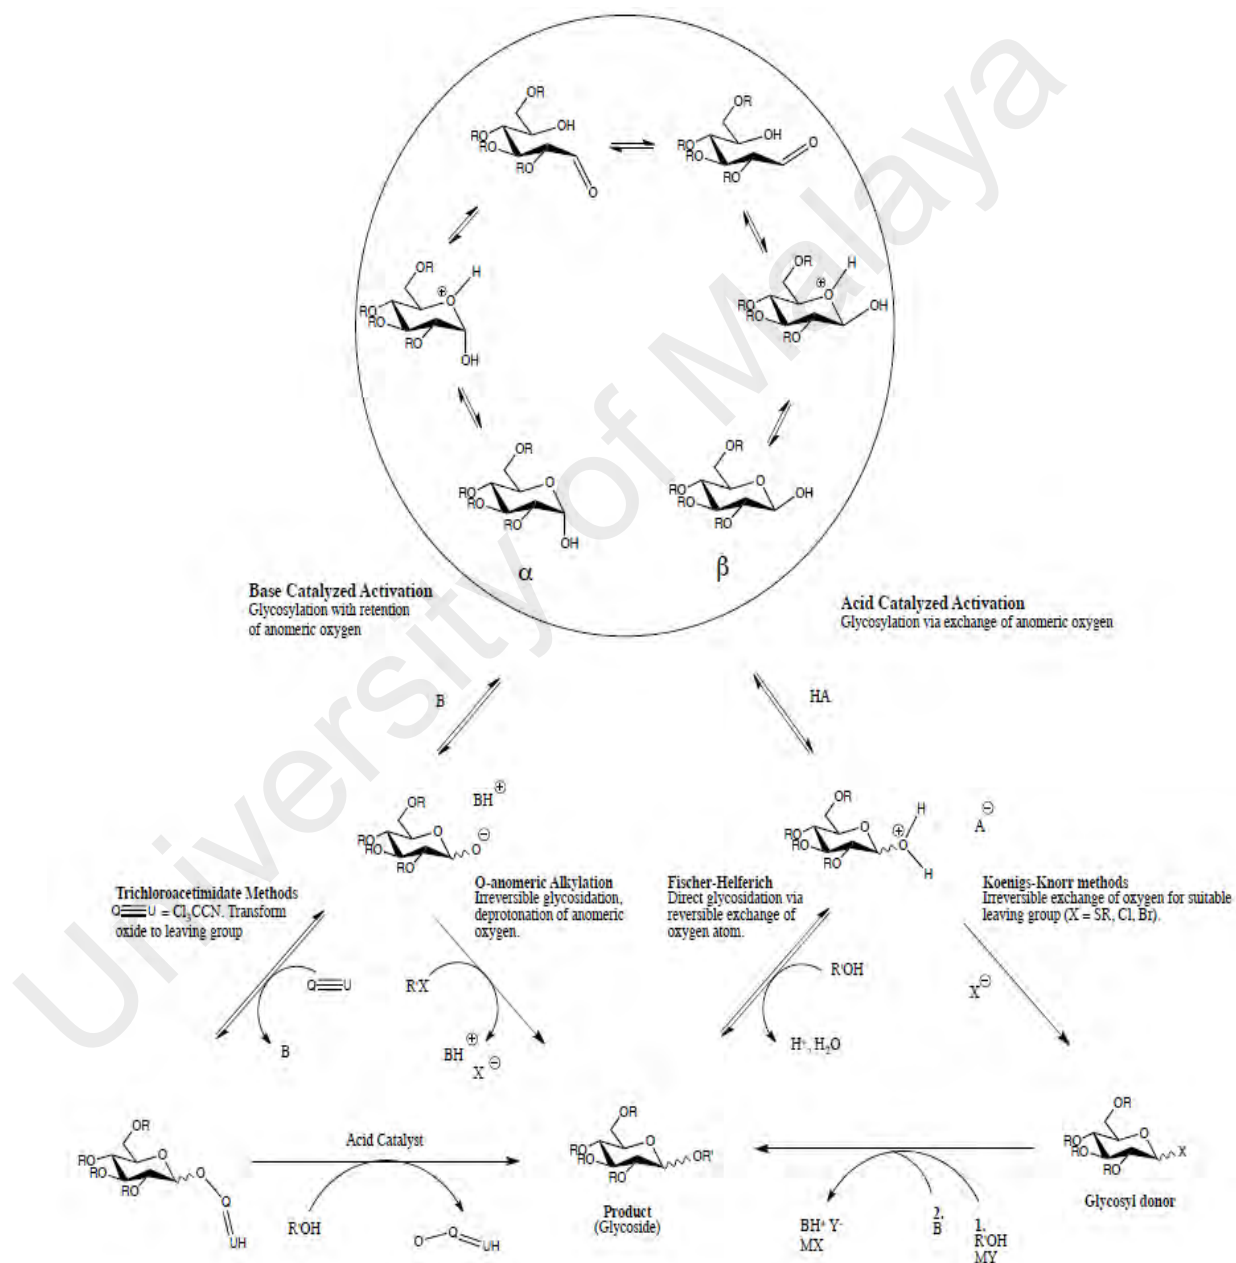 OR
OH
RO
RO
RO
O
OR
OH
RO
RO
RO
O
OR
H
⊕
O
RO
RO
RO
OH
OR
H
⊕
O
OH
RO
RO
RO
OR
O
RO
RO
RO
OH
α
OR
O
OH
RO
RO
RO
β
Base Catalyzed Activation
Glycosylation with retention
of anomeric oxygen
Acid Catalyzed Activation
Glycosylation via exchange of anomeric oxygen
B
HA
OR
BH⊕
O
⊖
O
RO
RO
RO
OR
H
A⊖
O
⊕
O
RO
RO
RO
H
Trichloroacetimidate Methods
Q≡U = Cl3CCN. Transform
oxide to leaving group
O-anomeric Alkylation
Irreversible glycosidation,
deprotonation of anomeric
oxygen.
Fischer-Helferich
Direct glycosidation via
reversible exchange of
oxygen atom.
Koenigs-Knorr methods
Irreversible exchange of oxygen for suitable
leaving group (X = SR, Cl, Br).
Q≡U
B
R'X
BH⊕
X⊖
R'OH
H+, H2O
X⊖
OR
O
RO
RO
RO
O
Q
UH
Acid Catalyst
R'OH
O
Q
UH
OR
O
OR'
RO
RO
RO
Product
(Glycoside)
BH+ Y-
MX
2.
B
1.
R'OH
MY
OR
O
X
RO
RO
RO
Glycosyl donor
University of Malaya